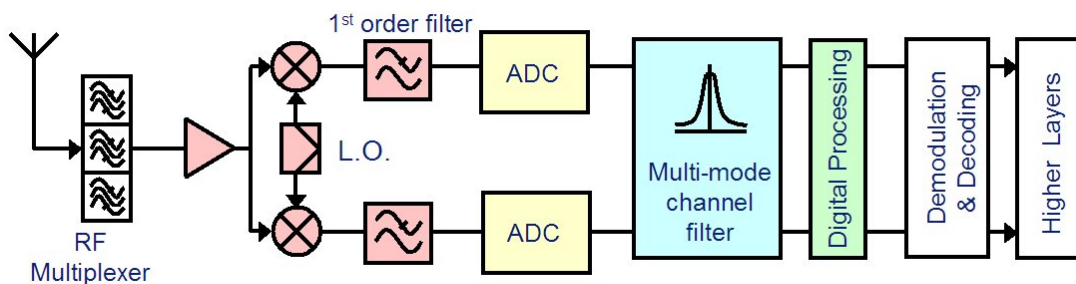 1st order filter
ADC
L.O.
ADC
RF
Multiplexer
Multi-mode
channel
filter
Digital Processing
Demodulation
& Decoding
Higher Layers